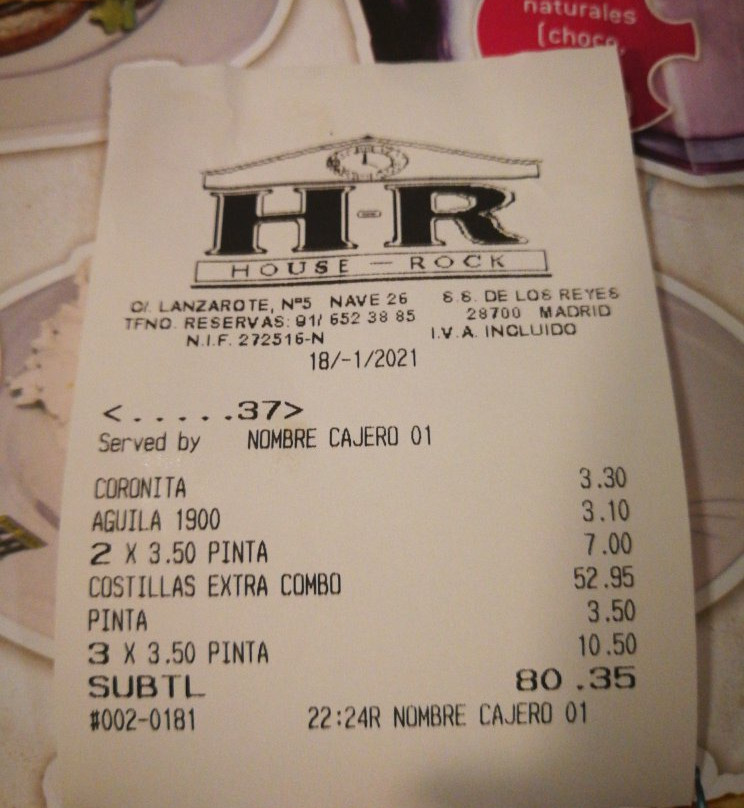 naturales
(choco,
H-R
HOUSE - ROCK
C/. LANZAROTE, Nº5 NAVE 26 S.S. DE LOS REYES
TFNO. RESERVAS: 91/ 652 38 85 28700 MADRID
N.I.F. 272516-N I.V.A. INCLUIDO
18/-1/2021
<.....37>
Served by NOMBRE CAJERO 01
CORONITA 3.30
AGUILA 1900 3.10
2 X 3.50 PINTA 7.00
COSTILLAS EXTRA COMBO 52.95
PINTA 3.50
3 X 3.50 PINTA 10.50
SUBTL 80.35
#002-0181 22:24R NOMBRE CAJERO 01